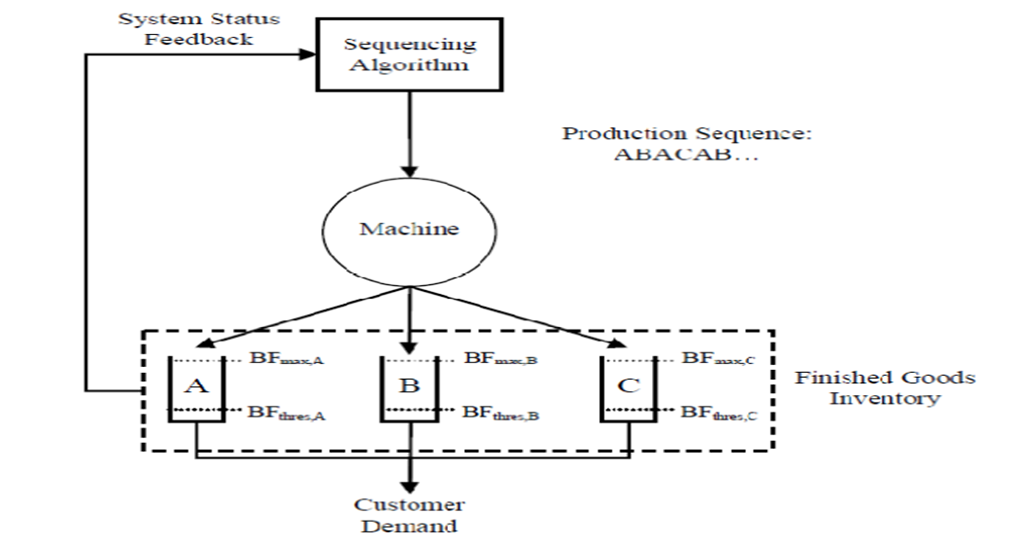 System Status
Feedback
Sequencing
Algorithm
Production Sequence:
ABACAB...
Machine
A
BFmax,A
BFthres,A
B
BFmax,B
BFthres,B
C
BFmax,C
BFthres,C
Finished Goods
Inventory
Customer
Demand